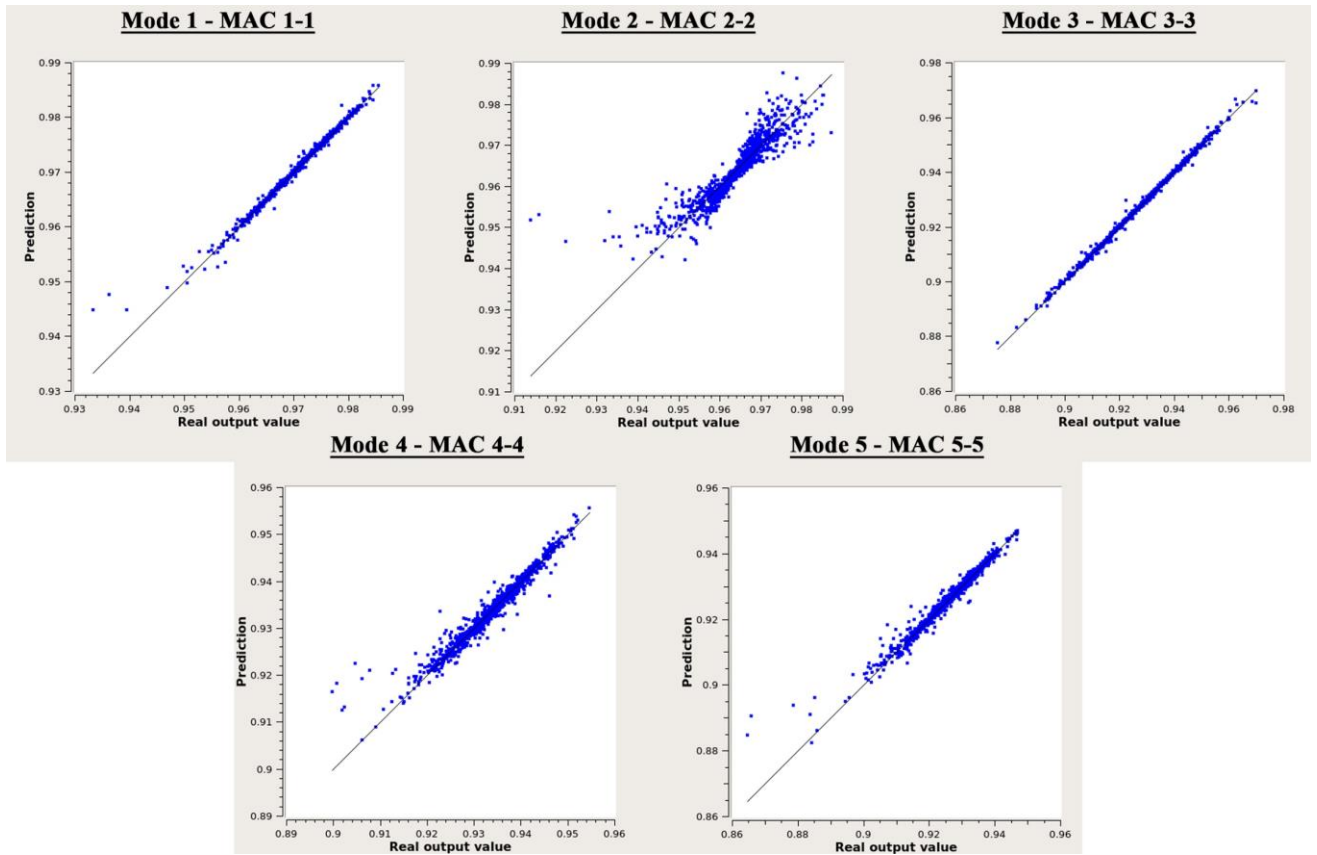 Mode 1 - MAC 1-1
Mode 2 - MAC 2-2
Mode 3 - MAC 3-3
0.99
0.98
0.97
0.96
0.95
0.94
0.93
Prediction
0.93 0.94 0.95 0.96 0.97 0.98 0.99
Real output value
0.99
0.98
0.97
0.96
0.95
0.94
0.93
0.92
0.91
Prediction
0.91 0.92 0.93 0.94 0.95 0.96 0.97 0.98 0.99
Real output value
0.98
0.96
0.94
0.92
0.9
0.88
0.86
Prediction
0.86 0.88 0.9 0.92 0.94 0.96 0.98
Real output value
Mode 4 - MAC 4-4
Mode 5 - MAC 5-5
0.96
0.95
0.94
0.93
0.92
0.91
0.9
0.89
Prediction
0.89 0.9 0.91 0.92 0.93 0.94 0.95 0.96
Real output value
0.96
0.94
0.92
0.9
0.88
0.86
Prediction
0.86 0.88 0.9 0.92 0.94 0.96
Real output value